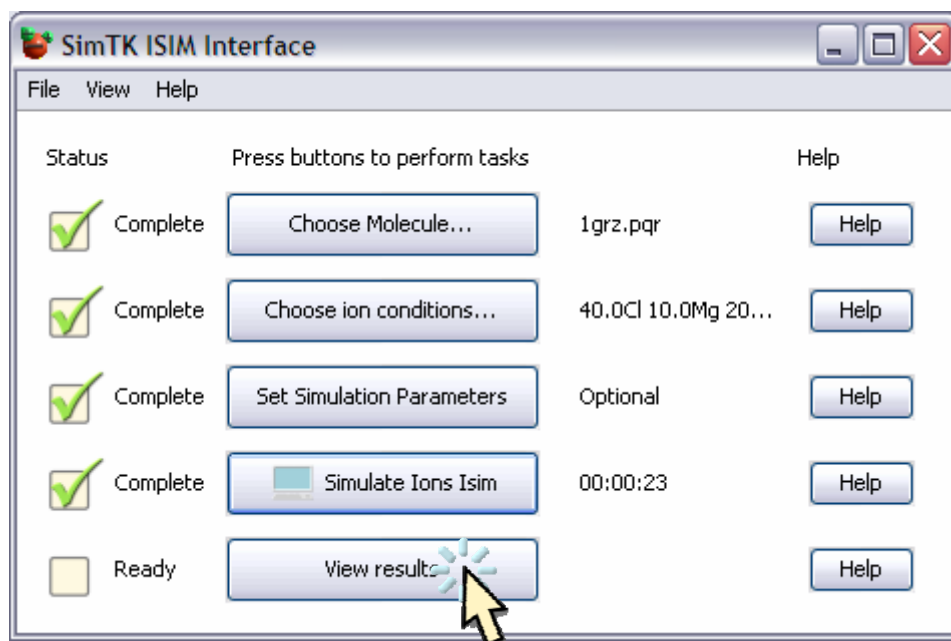 SimTK ISIM Interface
File View Help
Status Press buttons to perform tasks Help
Complete Choose Molecule... 1grz.pqr Help
Complete Choose ion conditions... 40.0Cl 10.0Mg 20... Help
Complete Set Simulation Parameters Optional Help
Complete Simulate Ions Isim 00:00:23 Help
Ready View results Help